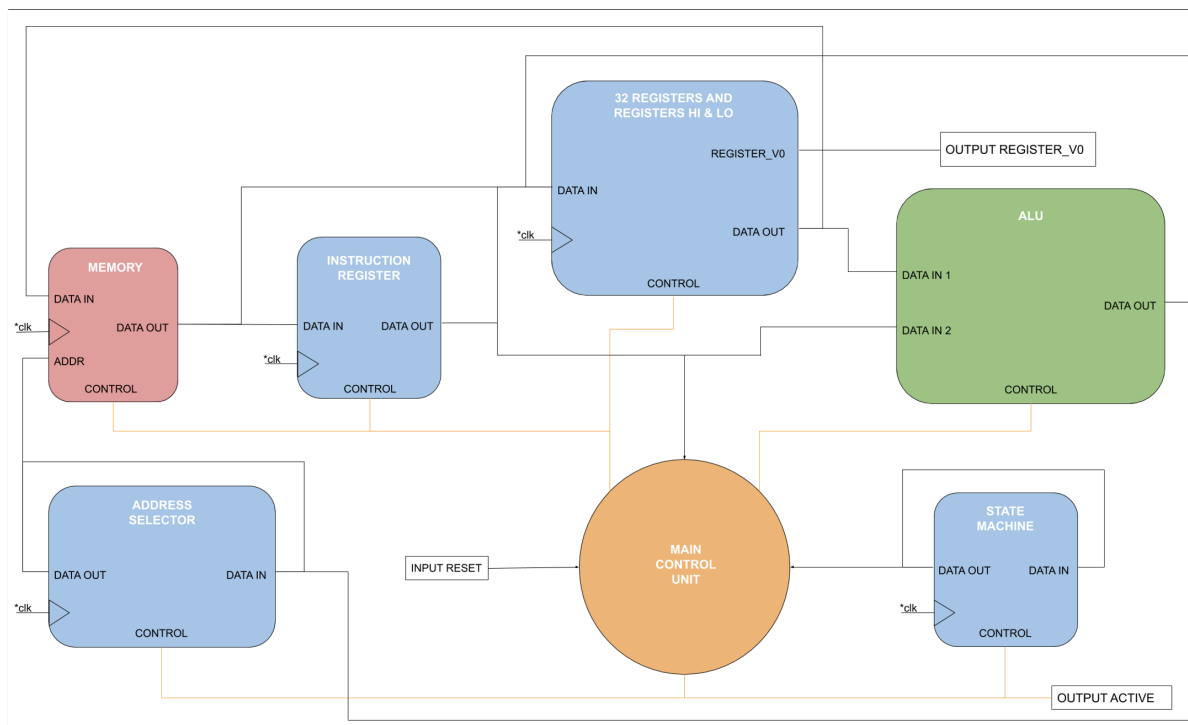 32 REGISTERS AND
REGISTERS HI & LO
REGISTER_V0
OUTPUT REGISTER_V0
DATA IN
*clk
DATA OUT
CONTROL
ALU
DATA IN 1
DATA OUT
DATA IN 2
CONTROL
MEMORY
DATA IN
*clk
DATA OUT
ADDR
CONTROL
INSTRUCTION
REGISTER
DATA IN
DATA OUT
*clk
CONTROL
ADDRESS
SELECTOR
DATA OUT
DATA IN
*clk
CONTROL
INPUT RESET
MAIN
CONTROL
UNIT
STATE
MACHINE
DATA OUT
DATA IN
*clk
CONTROL
OUTPUT ACTIVE